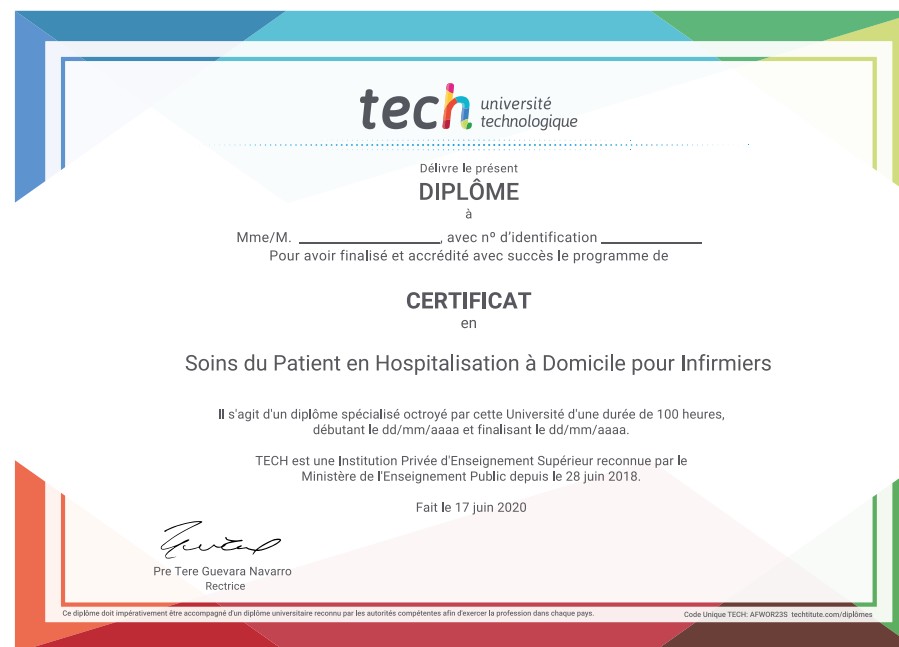 tech université
technologique
Délivre le présent
DIPLÔME
à
Mme/M. ____________________, avec nº d'identification ______________
Pour avoir finalisé et accrédité avec succès le programme de
CERTIFICAT
en
Soins du Patient en Hospitalisation à Domicile pour Infirmiers
Il s'agit d'un diplôme spécialisé octroyé par cette Université d'une durée de 100 heures,
débutant le dd/mm/aaaa et finalisant le dd/mm/aaaa.
TECH est une Institution Privée d'Enseignement Supérieur reconnue par le
Ministère de l'Enseignement Public depuis le 28 juin 2018.
Fait le 17 juin 2020
Pre Tere Guevara Navarro
Rectrice
Ce diplôme doit impérativement être accompagné d'un diplôme universitaire reconnu par les autorités compétentes afin d'exercer la profession dans chaque pays.
Code Unique TECH: AFWOR23S techtitute.com/diplômes